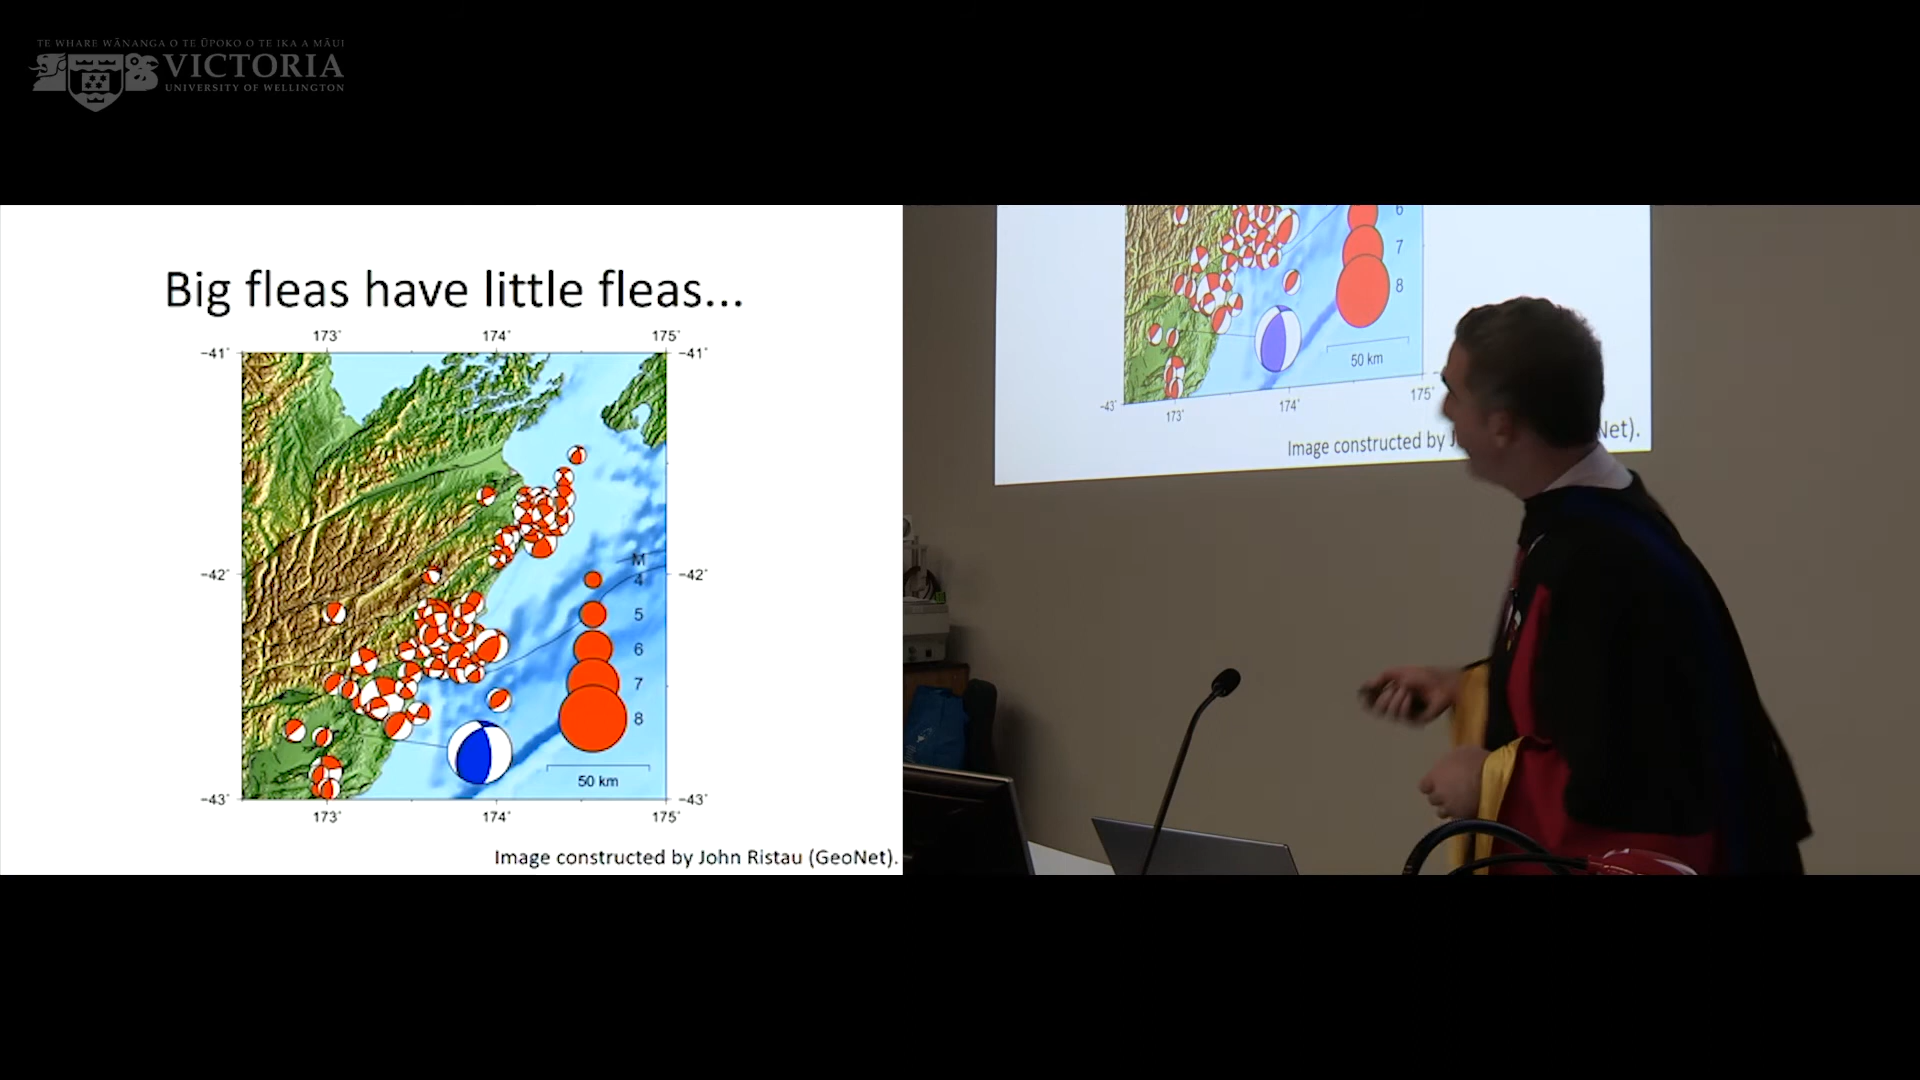 TE WHARE WĀNANGA O TE ŪPOKO O TE IKA A MĀUI
VICTORIA
UNIVERSITY OF WELLINGTON
Big fleas have little fleas...
173° 174° 175°
−41° −41°
M
−42° 4 −42°
5
6
7
8
50 km
−43° −43°
173° 174° 175°
Image constructed by John Ristau (GeoNet).
6
7
8
50 km
−43°
173° 174° 175°
Image constructed by J
Net).